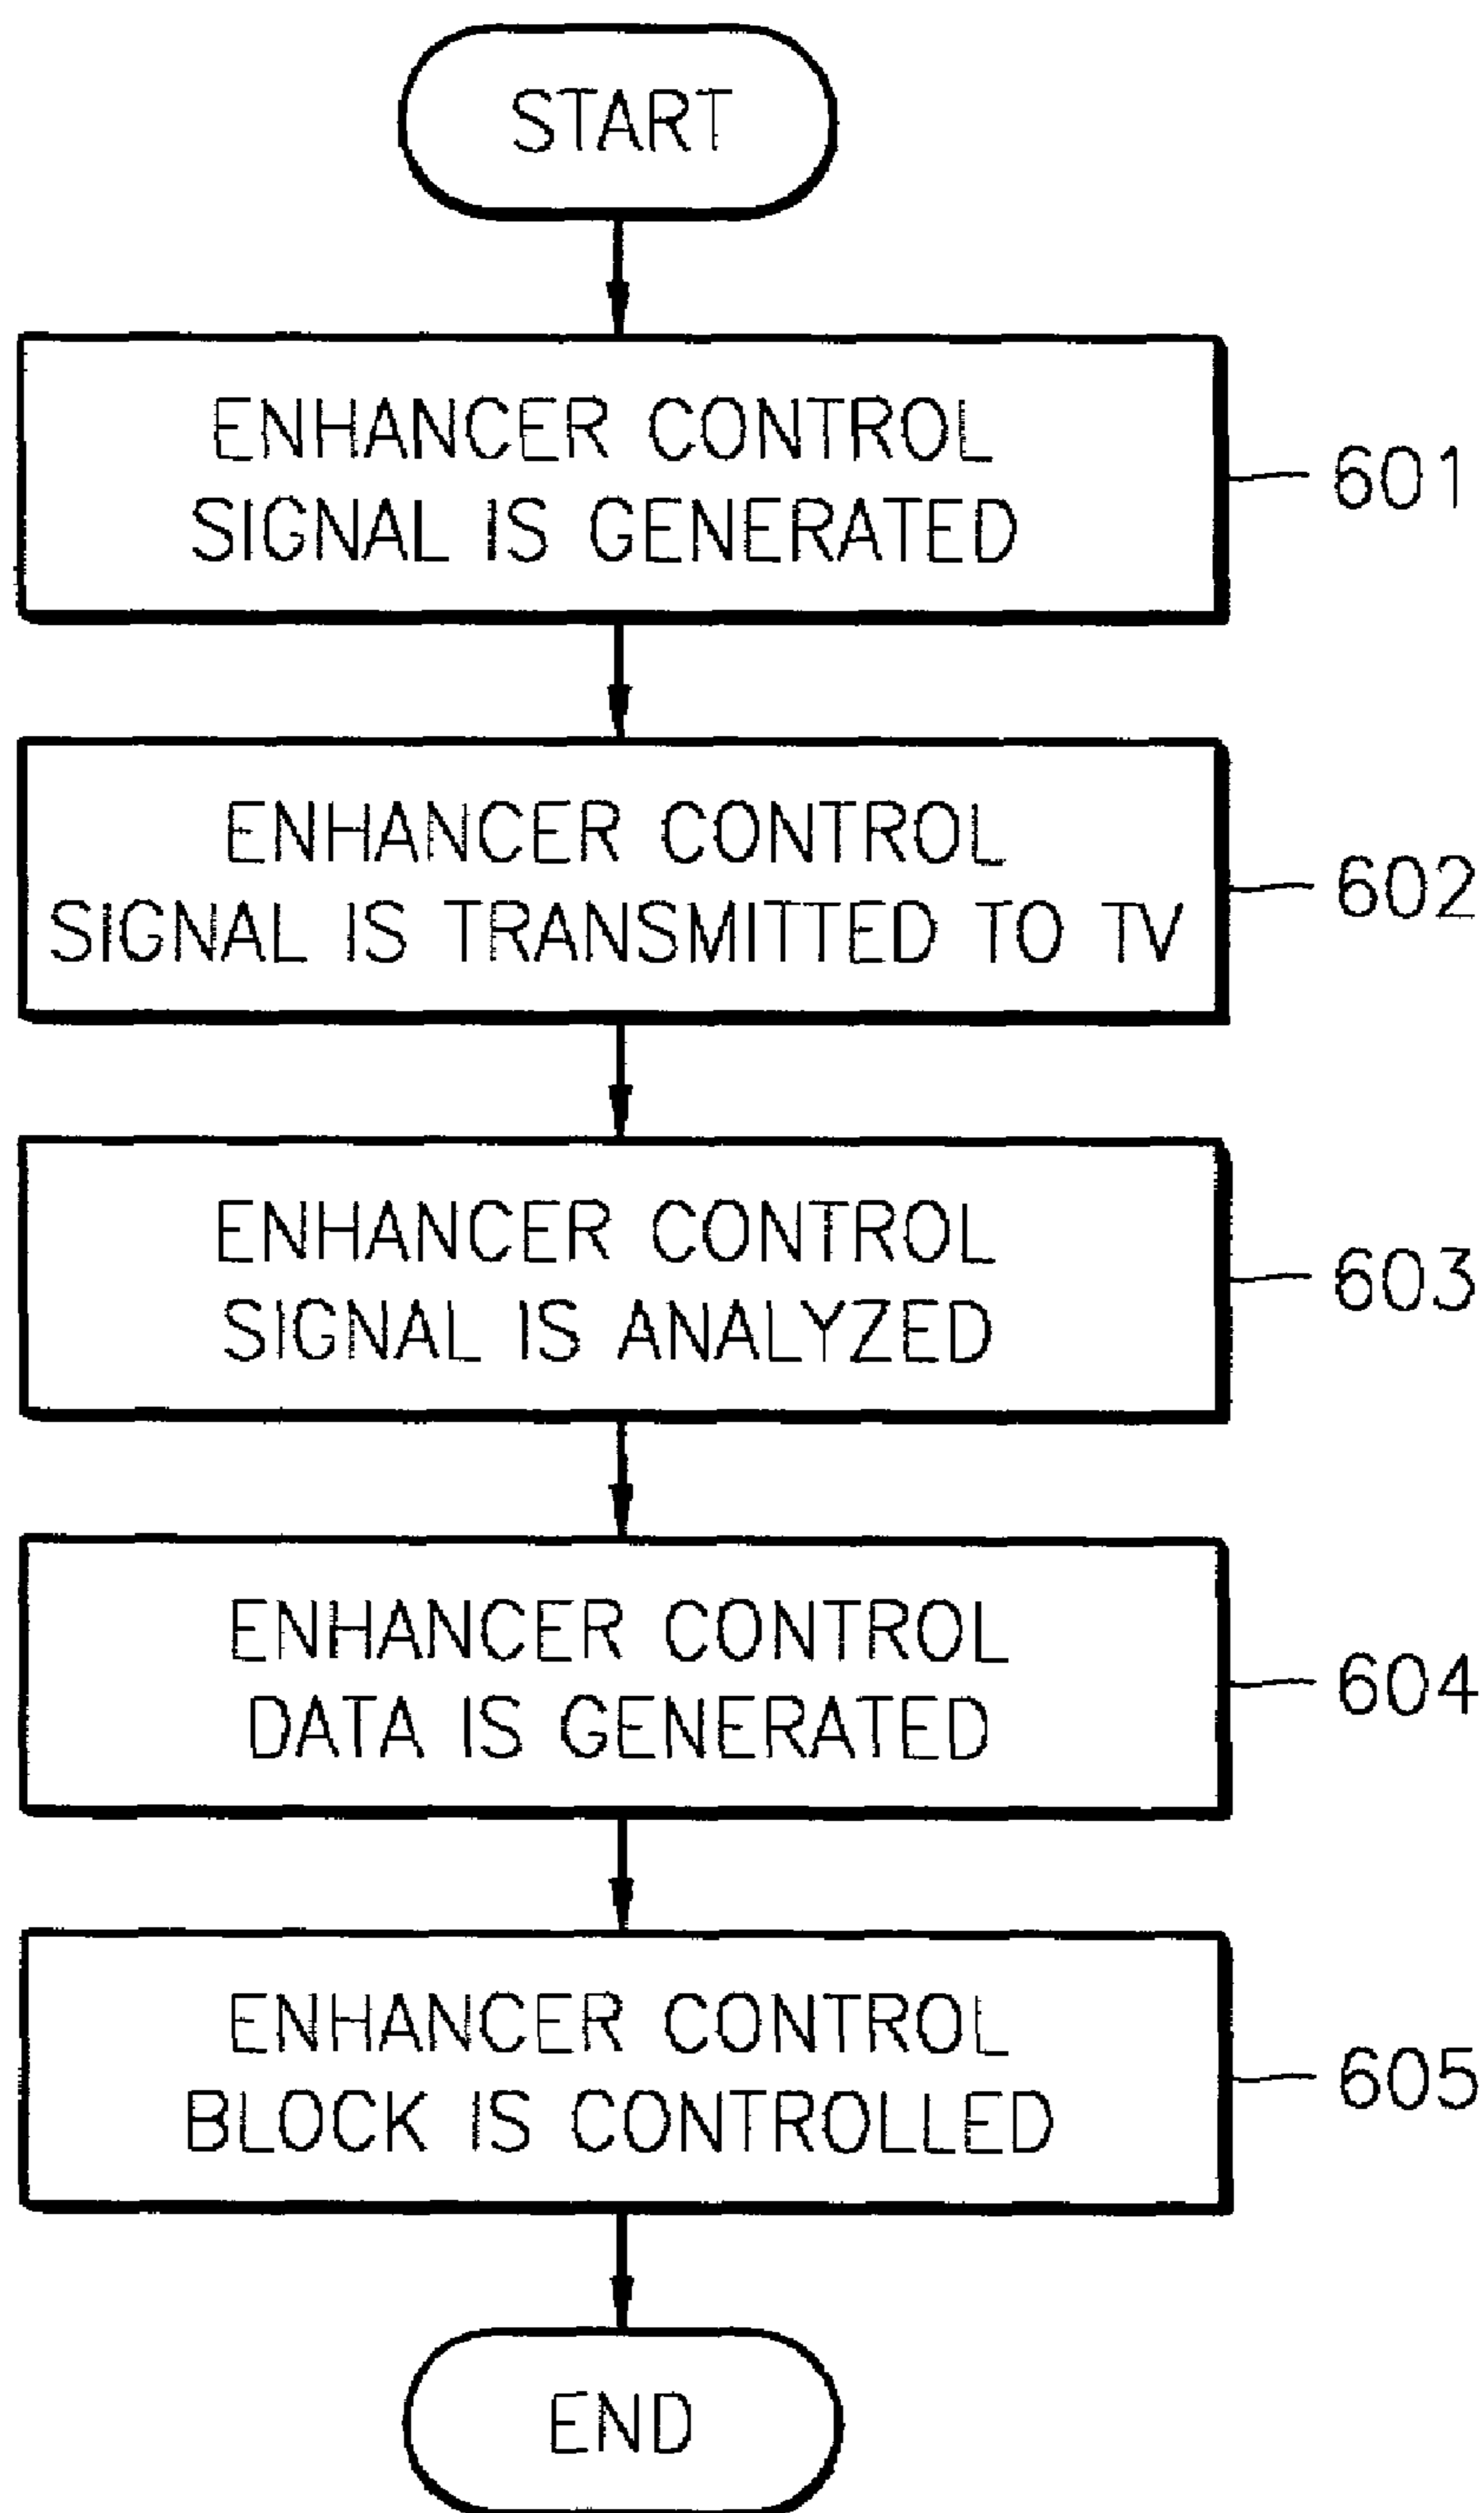 START
ENHANCER CONTROL
SIGNAL IS GENERATED
601
ENHANCER CONTROL
SIGNAL IS TRANSMITTED TO TV
602
ENHANCER CONTROL
SIGNAL IS ANALYZED
603
ENHANCER CONTROL
DATA IS GENERATED
604
ENHANCER CONTROL
BLOCK IS CONTROLLED
605
END